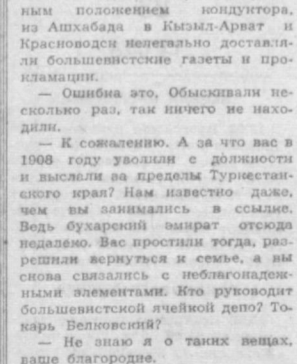 ным положением кондуктора,
из Ашхабада в Кызыл-Арват и
Красноводск нелегально доставля-
ли большевистские газеты и про-
кламации.
— Ошибка это. Обыскивали не-
сколько раз, так ничего не нахо-
дили.
— К сожалению. А за что вас в
1908 году уволили с должности
и выслали за пределы Туркестан-
ского края? Нам известно даже,
чем вы занимались в ссылке.
Ведь бухарский эмират отсюда
недалеко. Вас простили тогда, раз-
решили вернуться к семье, а вы
снова связались с неблагонадеж-
ными элементами. Кто руководит
большевистской ячейкой депо? То-
карь Белковский?
— Не знаю я о таких вещах,
ваше благородие.